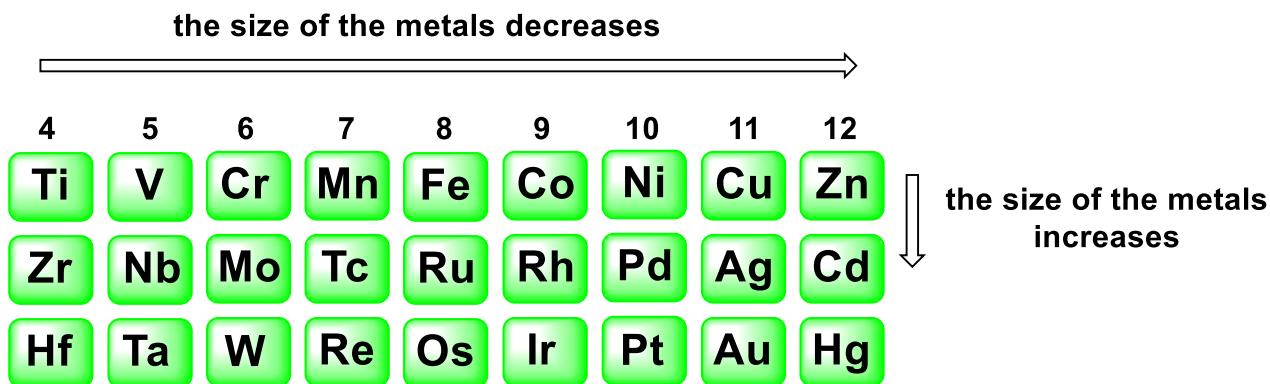 the size of the metals decreases
4 5 6 7 8 9 10 11 12
Ti V Cr Mn Fe Co Ni Cu Zn
the size of the metals
increases
Zr Nb Mo Tc Ru Rh Pd Ag Cd
Hf Ta W Re Os Ir Pt Au Hg